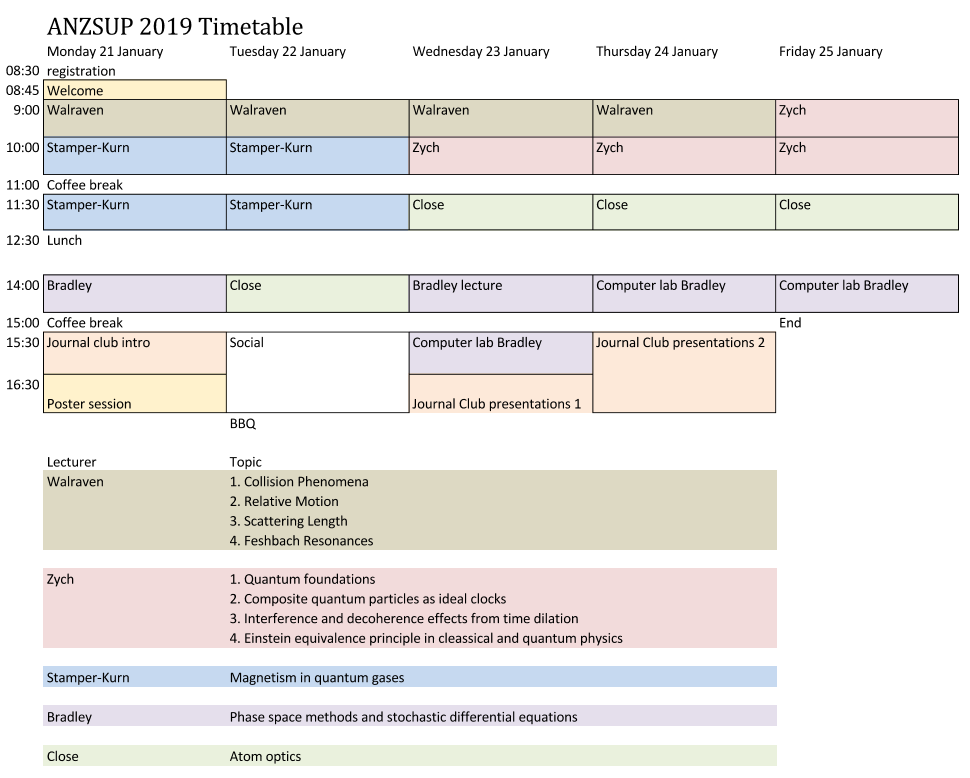 ANZSUP 2019 Timetable
Monday 21 January Tuesday 22 January Wednesday 23 January Thursday 24 January Friday 25 January
08:30 registration
08:45 Welcome
9:00 Walraven Walraven Walraven Walraven Zych
10:00 Stamper-Kurn Stamper-Kurn Zych Zych Zych
11:00 Coffee break
11:30 Stamper-Kurn Stamper-Kurn Close Close Close
12:30 Lunch
14:00 Bradley Close Bradley lecture Computer lab Bradley Computer lab Bradley
15:00 Coffee break End
15:30 Journal club intro Social Computer lab Bradley Journal Club presentations 2
16:30
Poster session Journal Club presentations 1
BBQ
Lecturer Topic
Walraven 1. Collision Phenomena
2. Relative Motion
3. Scattering Length
4. Feshbach Resonances
Zych 1. Quantum foundations
2. Composite quantum particles as ideal clocks
3. Interference and decoherence effects from time dilation
4. Einstein equivalence principle in cleassical and quantum physics
Stamper-Kurn Magnetism in quantum gases
Bradley Phase space methods and stochastic differential equations
Close Atom optics